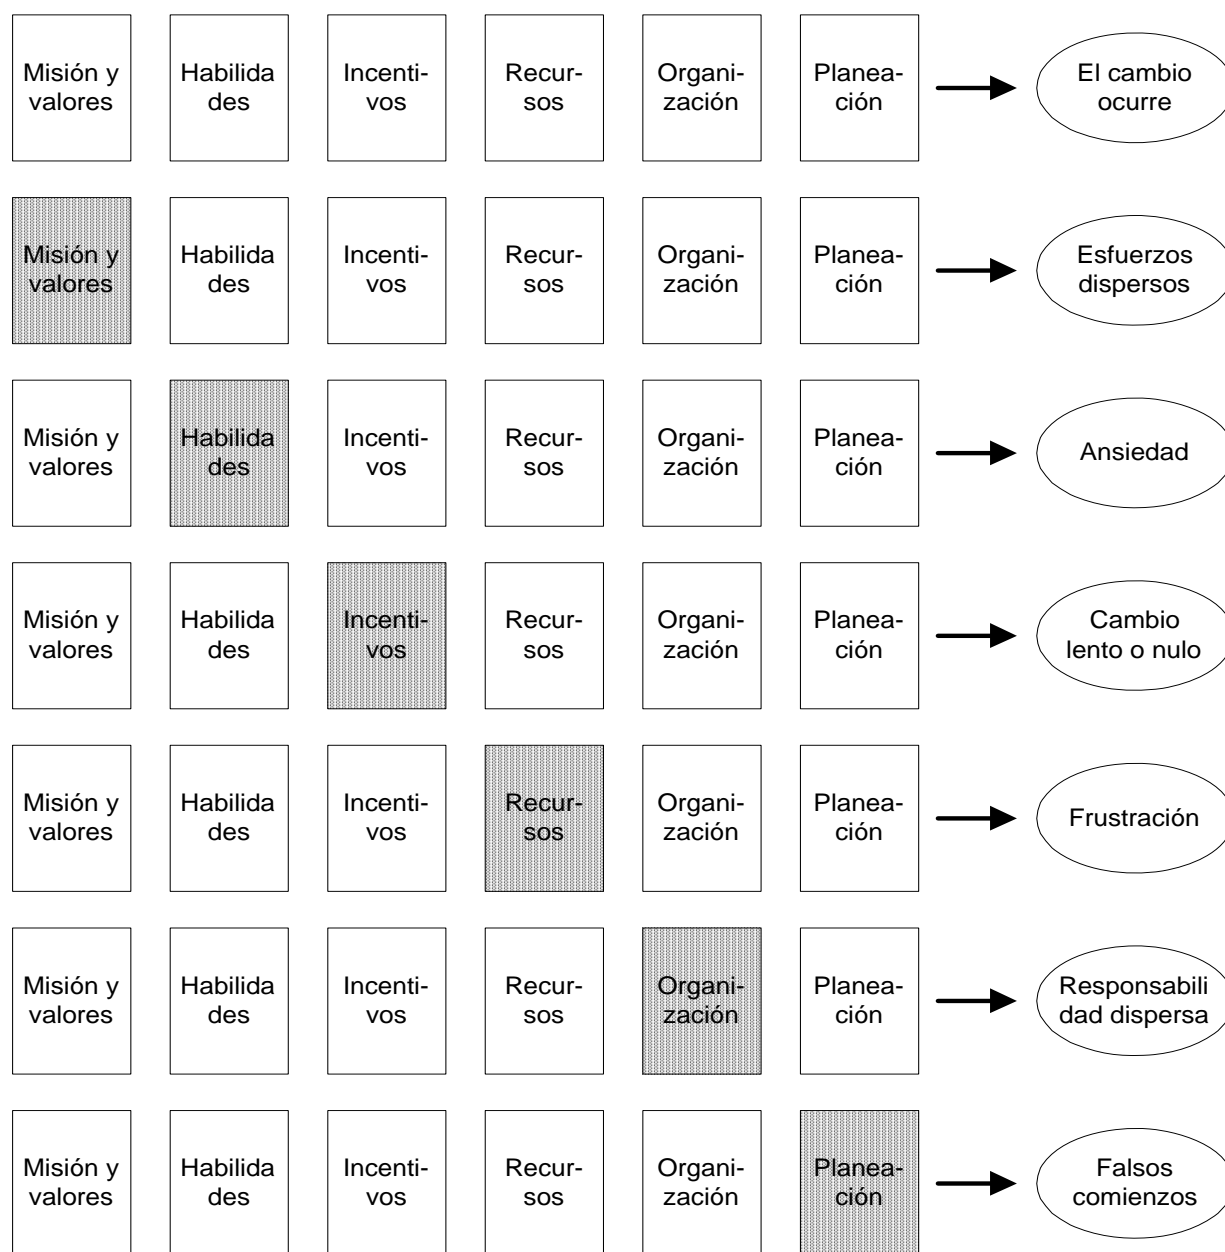 Misión y
valores
Habilida
des
Incenti-
vos
Recur-
sos
Organi-
zación
Planea-
ción
El cambio
ocurre
Misión y
valores
Habilida
des
Incenti-
vos
Recur-
sos
Organi-
zación
Planea-
ción
Esfuerzos
dispersos
Misión y
valores
Habilida
des
Incenti-
vos
Recur-
sos
Organi-
zación
Planea-
ción
Ansiedad
Misión y
valores
Habilida
des
Incenti-
vos
Recur-
sos
Organi-
zación
Planea-
ción
Cambio
lento o nulo
Misión y
valores
Habilida
des
Incenti-
vos
Recur-
sos
Organi-
zación
Planea-
ción
Frustración
Misión y
valores
Habilida
des
Incenti-
vos
Recur-
sos
Organi-
zación
Planea-
ción
Responsabili
dad dispersa
Misión y
valores
Habilida
des
Incenti-
vos
Recur-
sos
Organi-
zación
Planea-
ción
Falsos
comienzos